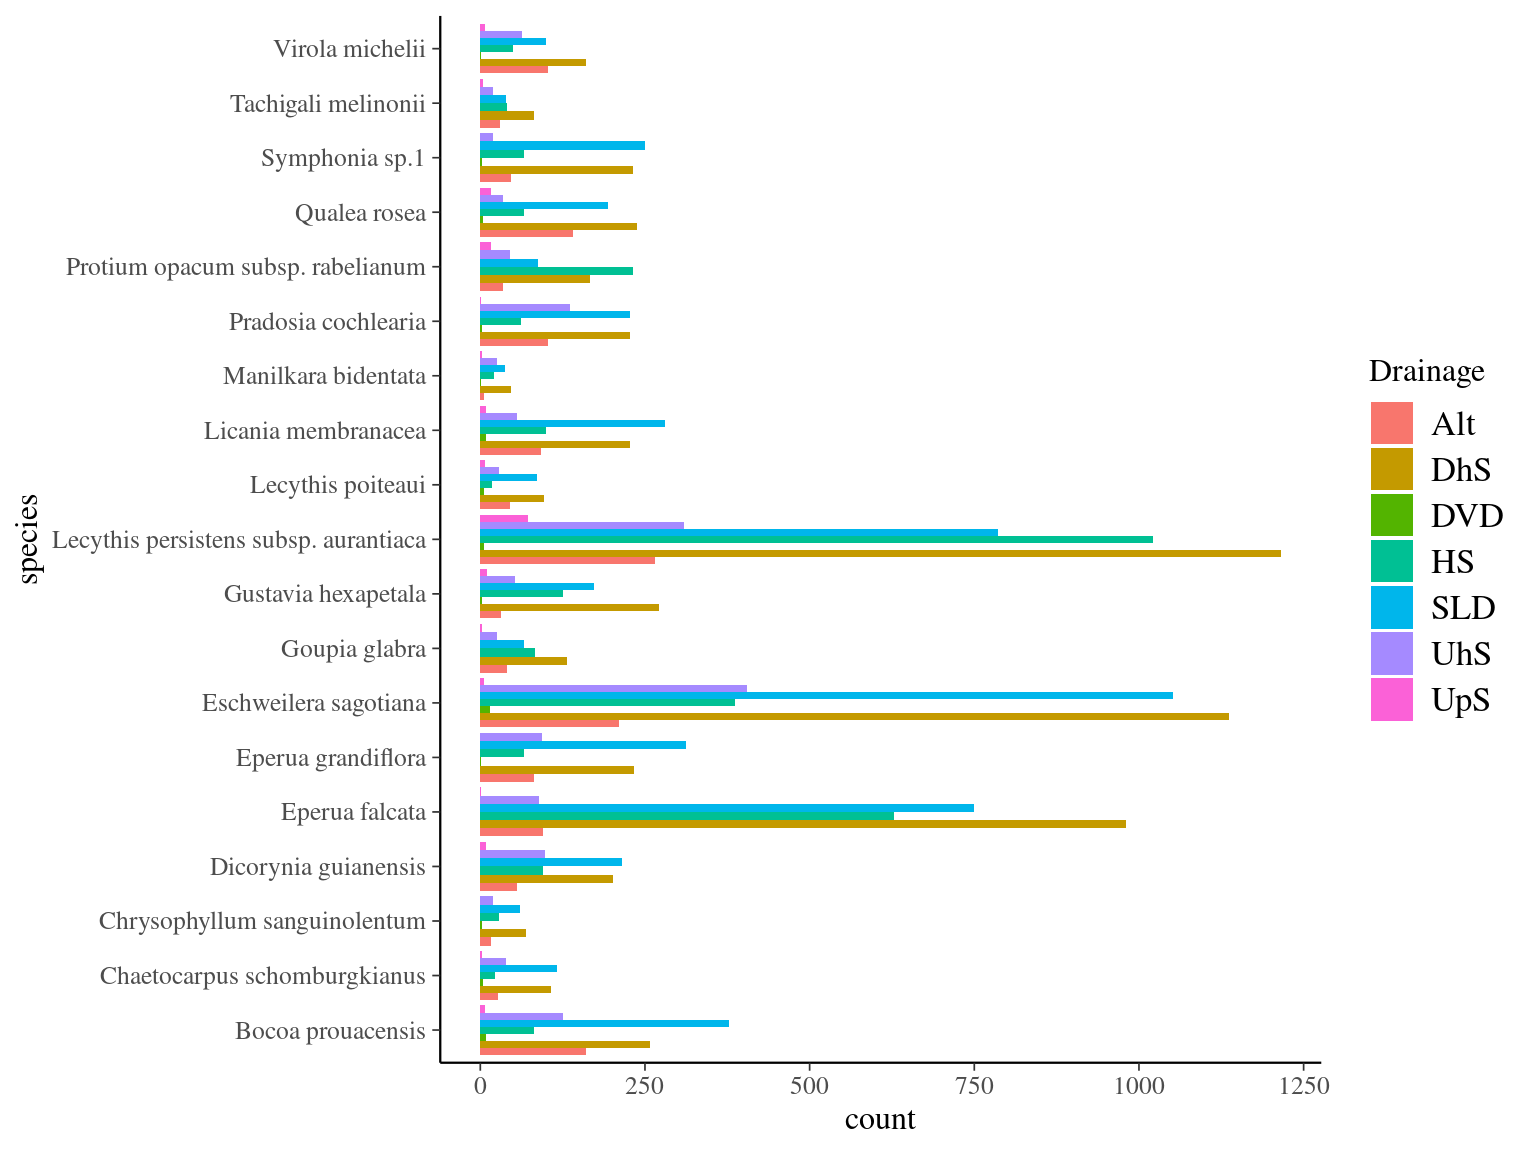 species
Virola michelii
Tachigali melinonii
Symphonia sp.1
Qualea rosea
Protium opacum subsp. rabelianum
Pradosia cochlearia
Manilkara bidentata
Licania membranacea
Lecythis poiteaui
Lecythis persistens subsp. aurantiaca
Gustavia hexapetala
Goupia glabra
Eschweilera sagotiana
Eperua grandiflora
Eperua falcata
Dicorynia guianensis
Chrysophyllum sanguinolentum
Chaetocarpus schomburgkianus
Bocoa prouacensis
0 250 500 750 1000 1250
count
Drainage
Alt
DhS
DVD
HS
SLD
UhS
UpS